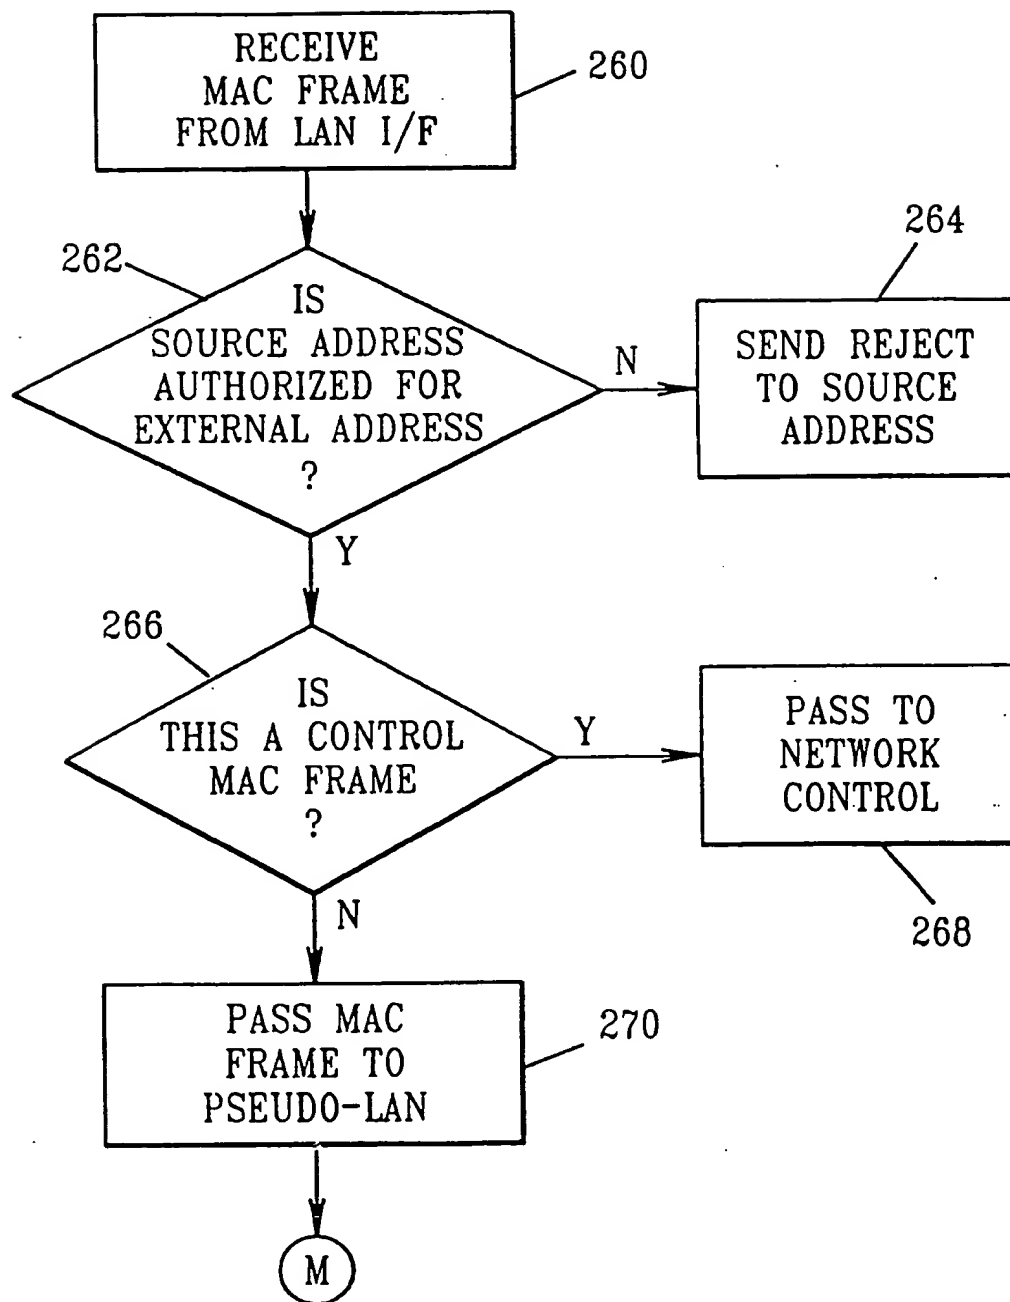 RECEIVE
MAC FRAME
FROM LAN I/F
260
262
IS
SOURCE ADDRESS
AUTHORIZED FOR
EXTERNAL ADDRESS
?
N
264
SEND REJECT
TO SOURCE
ADDRESS
Y
266
IS
THIS A CONTROL
MAC FRAME
?
Y
PASS TO
NETWORK
CONTROL
268
N
PASS MAC
FRAME TO
PSEUDO-LAN
270
M